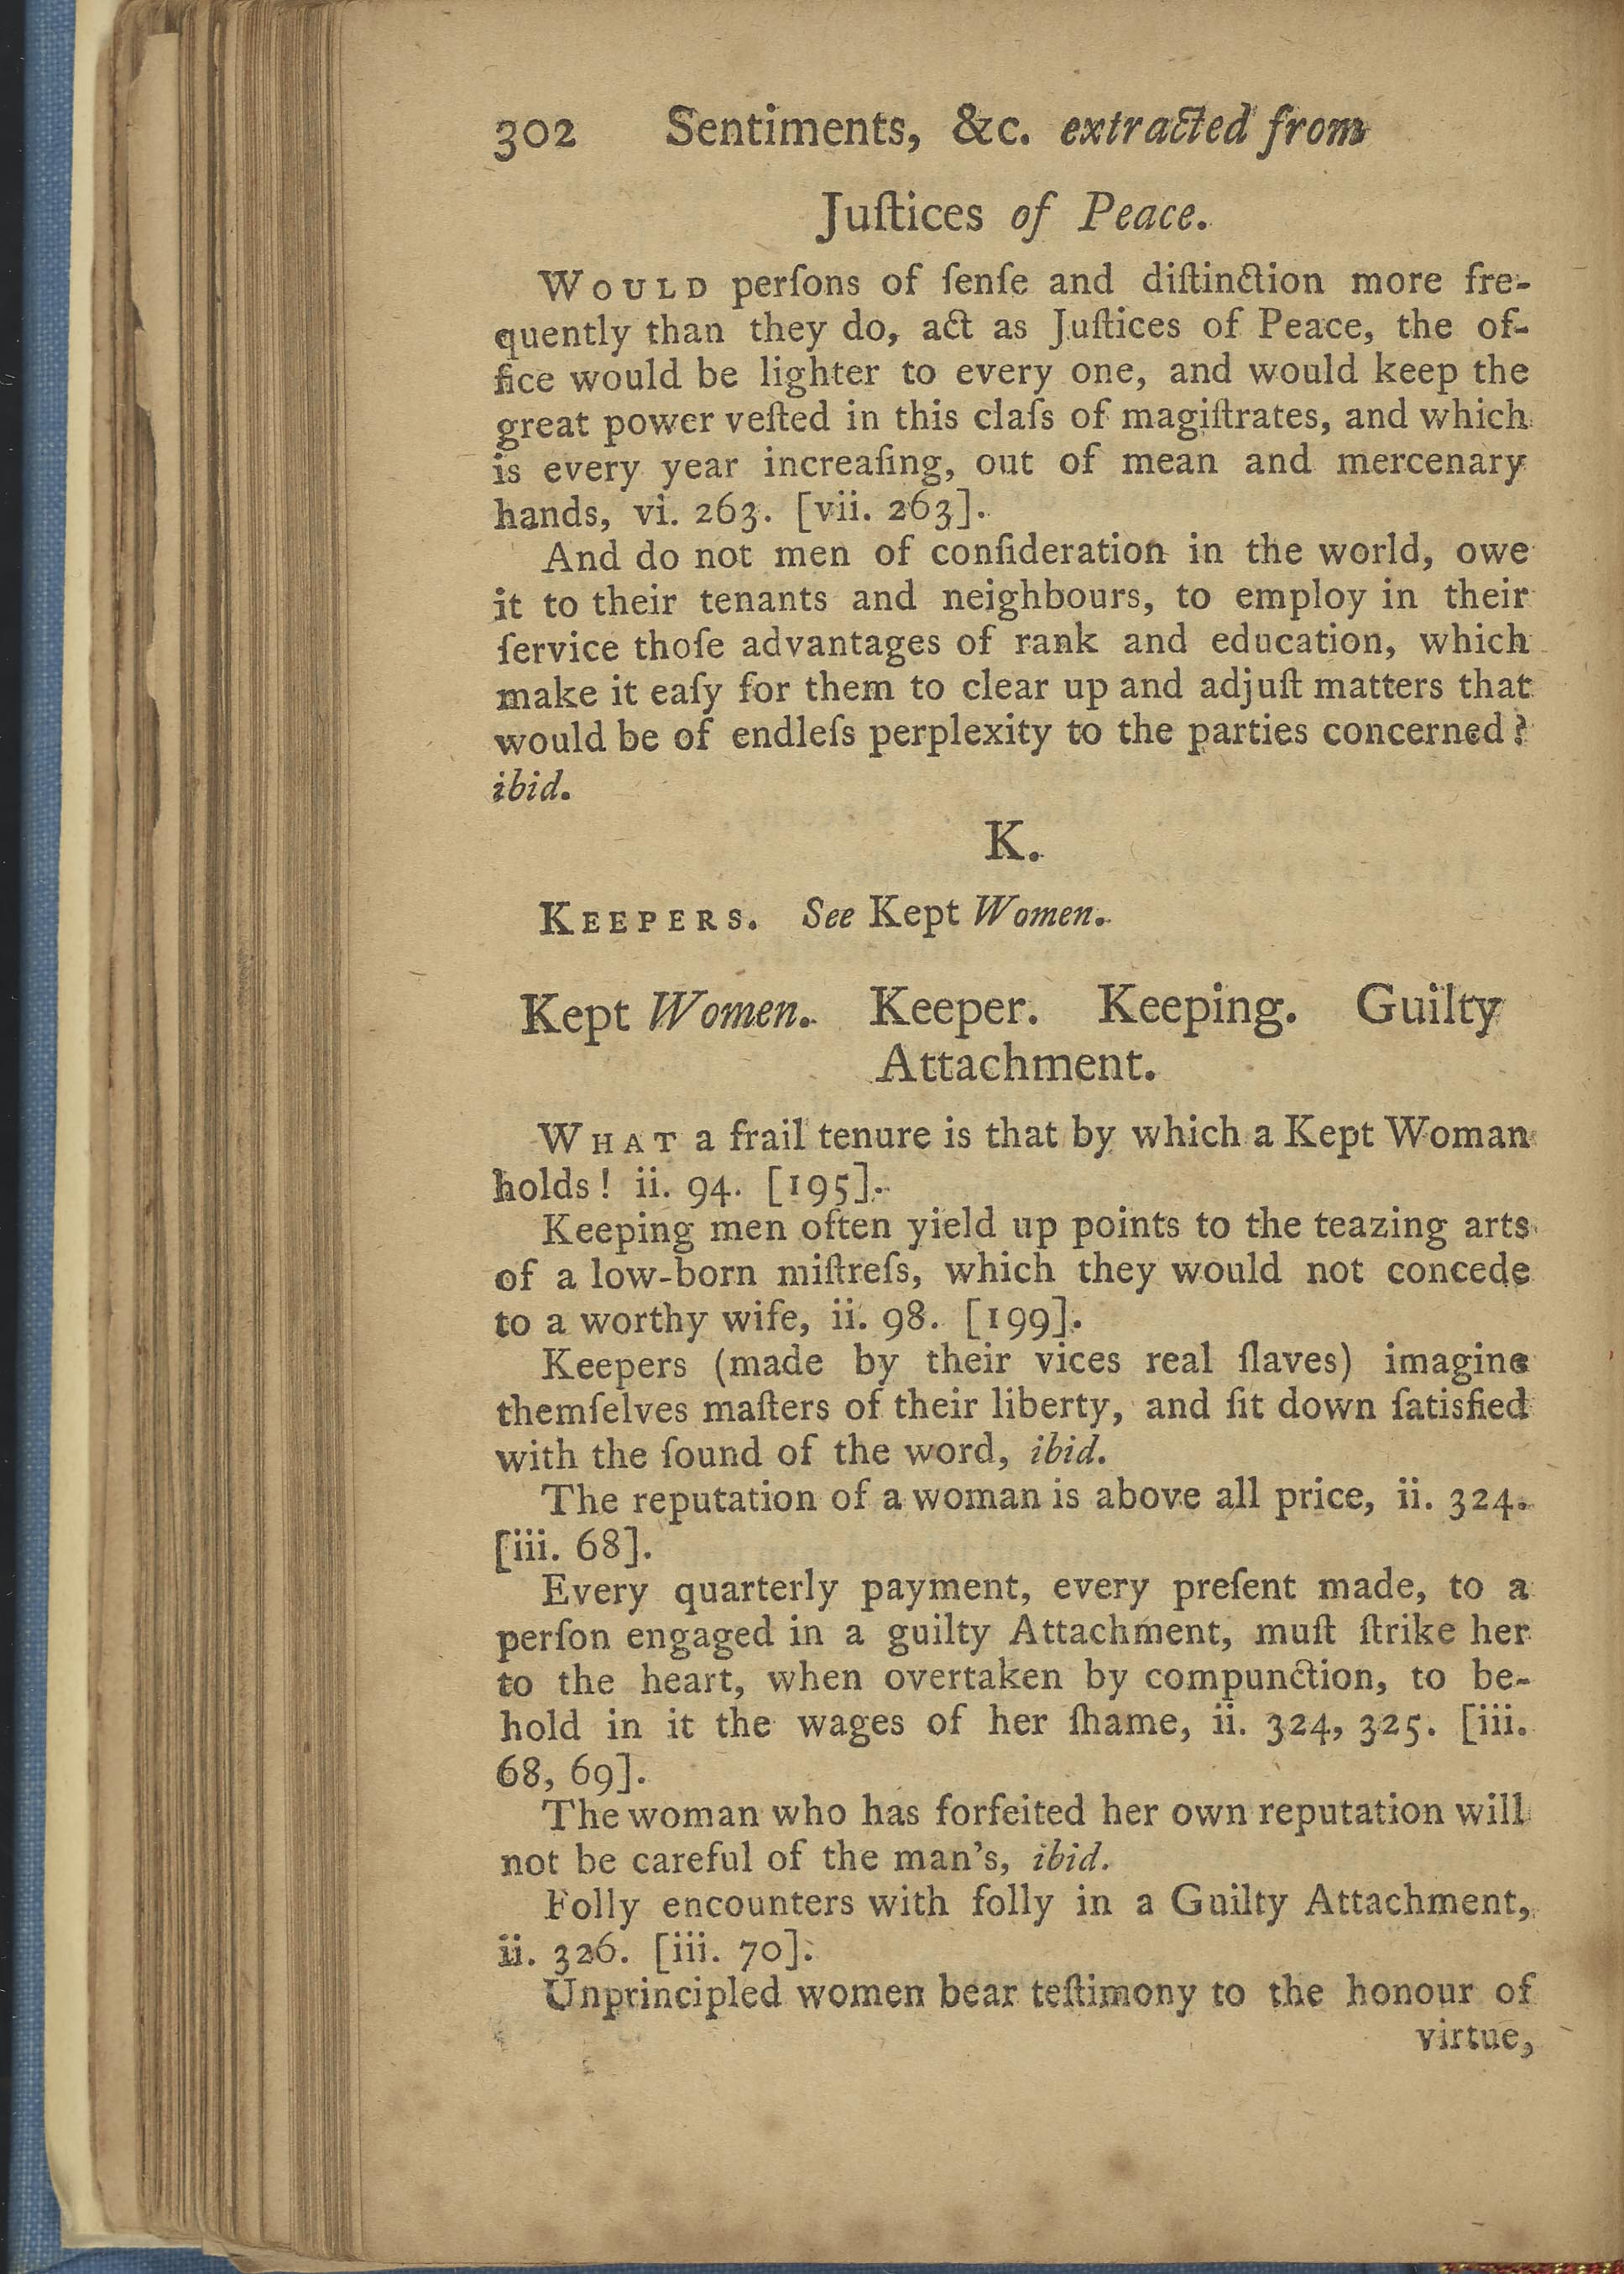 302 Sentiments, &c. extracted from
Juſtices of Peace.
WOULD perſons of ſenſe and diſtinction more fre-
quently than they do, act as Juſtices of Peace, the of-
fice would be lighter to every one, and would keep the
great power veſted in this claſs of magiſtrates, and which
is every year increaſing, out of mean and mercenary
hands, vi. 263. [vii. 263].
And do not men of conſideration in the world, owe
it to their tenants and neighbours, to employ in their
ſervice thoſe advantages of rank and education, which
make it eaſy for them to clear up and adjuſt matters that
would be of endleſs perplexity to the parties concerned?
ibid.
K.
KEEPERS. See Kept Women.
Kept Women. Keeper. Keeping. Guilty
Attachment.
WHAT a frail tenure is that by which a Kept Woman
holds! ii. 94. [195].
Keeping men often yield up points to the teazing arts
of a low-born miſtreſs, which they would not concede
to a worthy wife, ii. 98. [199].
Keepers (made by their vices real ſlaves) imagine
themſelves maſters of their liberty, and ſit down ſatisfied
with the ſound of the word, ibid.
The reputation of a woman is above all price, ii. 324.
[iii. 68].
Every quarterly payment, every preſent made, to a
perſon engaged in a guilty Attachment, muſt ſtrike her
to the heart, when overtaken by compunction, to be-
hold in it the wages of her ſhame, ii. 324, 325. [iii.
68, 69].
The woman who has forfeited her own reputation will
not be careful of the man's, ibid.
Folly encounters with folly in a Guilty Attachment,
ii. 326. [iii. 70].
Unprincipled women bear teſtimony to the honour of
virtue,